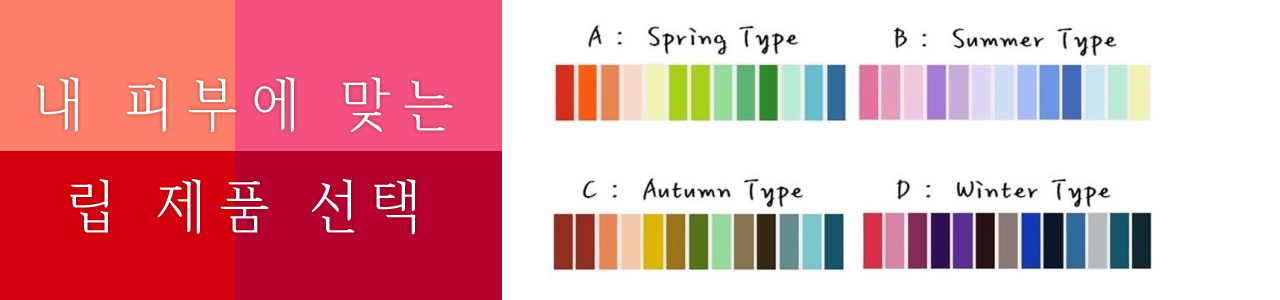 내 피부에 맞는
립 제품 선택
A : Spring Type
B : Summer Type
C : Autumn Type
D : Winter Type